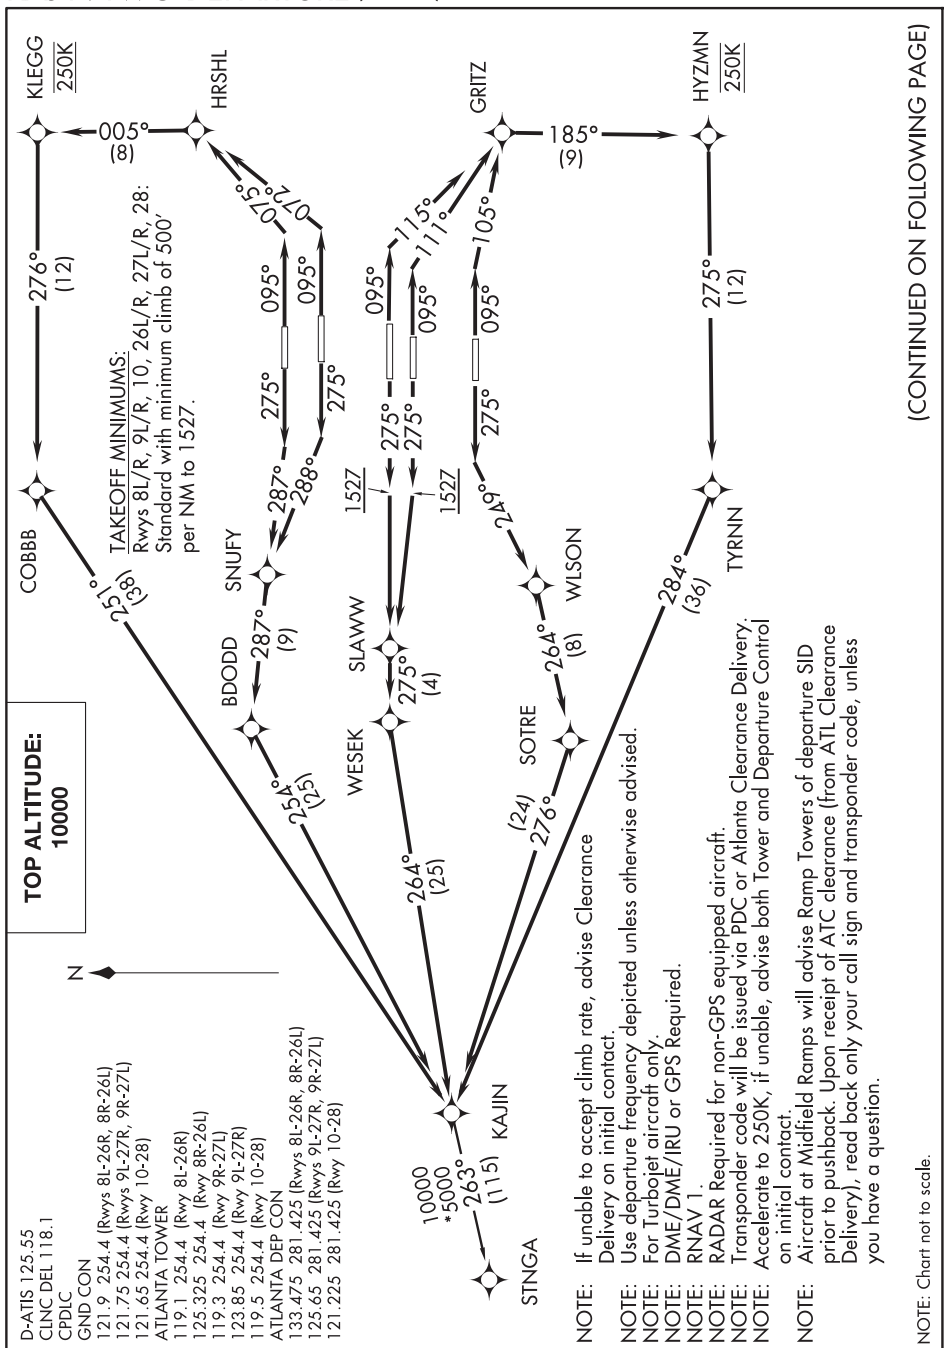 D-ATIS 125.55
CLNC DEL 118.1
CPDLC
GND CON
121.9 254.4 (Rwys 8L-26R, 8R-26L)
121.75 254.4 (Rwys 9L-27R, 9R-27L)
121.65 254.4 (Rwy 10-28)
ATLANTA TOWER
119.1 254.4 (Rwy 8L-26R)
125.325 254.4 (Rwy 8R-26L)
119.3 254.4 (Rwy 9R-27L)
123.85 254.4 (Rwy 9L-27R)
119.5 254.4 (Rwy 10-28)
ATLANTA DEP CON
133.475 281.425 (Rwys 8L-26R, 8R-26L)
125.65 281.425 (Rwys 9L-27R, 9R-27L)
121.225 281.425 (Rwy 10-28)
N
TOP ALTITUDE:
10000
COBBB
276°
(12)
KLEGG
250K
005°
(8)
HRSHL
TAKEOFF MINIMUMS:
Rwys 8L/R, 9L/R, 10, 26L/R, 27L/R, 28:
Standard with minimum climb of 500'
per NM to 1527.
251°
(38)
BDODD
287°
(9)
SNUFY
287°
288°
275°
275°
095°
095°
075°
072°
254°
(25)
WESEK
275°
(4)
SLAWW
1527
1527
275°
275°
095°
095°
115°
111°
GRITZ
264°
(25)
275°
095°
105°
185°
(9)
249°
WLSON
264°
(8)
SOTRE
(24)
276°
HYZMN
250K
275°
(12)
TYRNN
284°
(36)
KAJIN
10000
*5000
263°
(115)
STNGA
NOTE: If unable to accept climb rate, advise Clearance
Delivery on initial contact.
NOTE: Use departure frequency depicted unless otherwise advised.
NOTE: For Turbojet aircraft only.
NOTE: DME/DME/IRU or GPS Required.
NOTE: RNAV 1.
NOTE: RADAR Required for non-GPS equipped aircraft.
NOTE: Transponder code will be issued via PDC or Atlanta Clearance Delivery.
NOTE: Accelerate to 250K, if unable, advise both Tower and Departure Control
on initial contact.
NOTE: Aircraft at Midfield Ramps will advise Ramp Towers of departure SID
prior to pushback. Upon receipt of ATC clearance (from ATL Clearance
Delivery), read back only your call sign and transponder code, unless
you have a question.
(CONTINUED ON FOLLOWING PAGE)
NOTE: Chart not to scale.